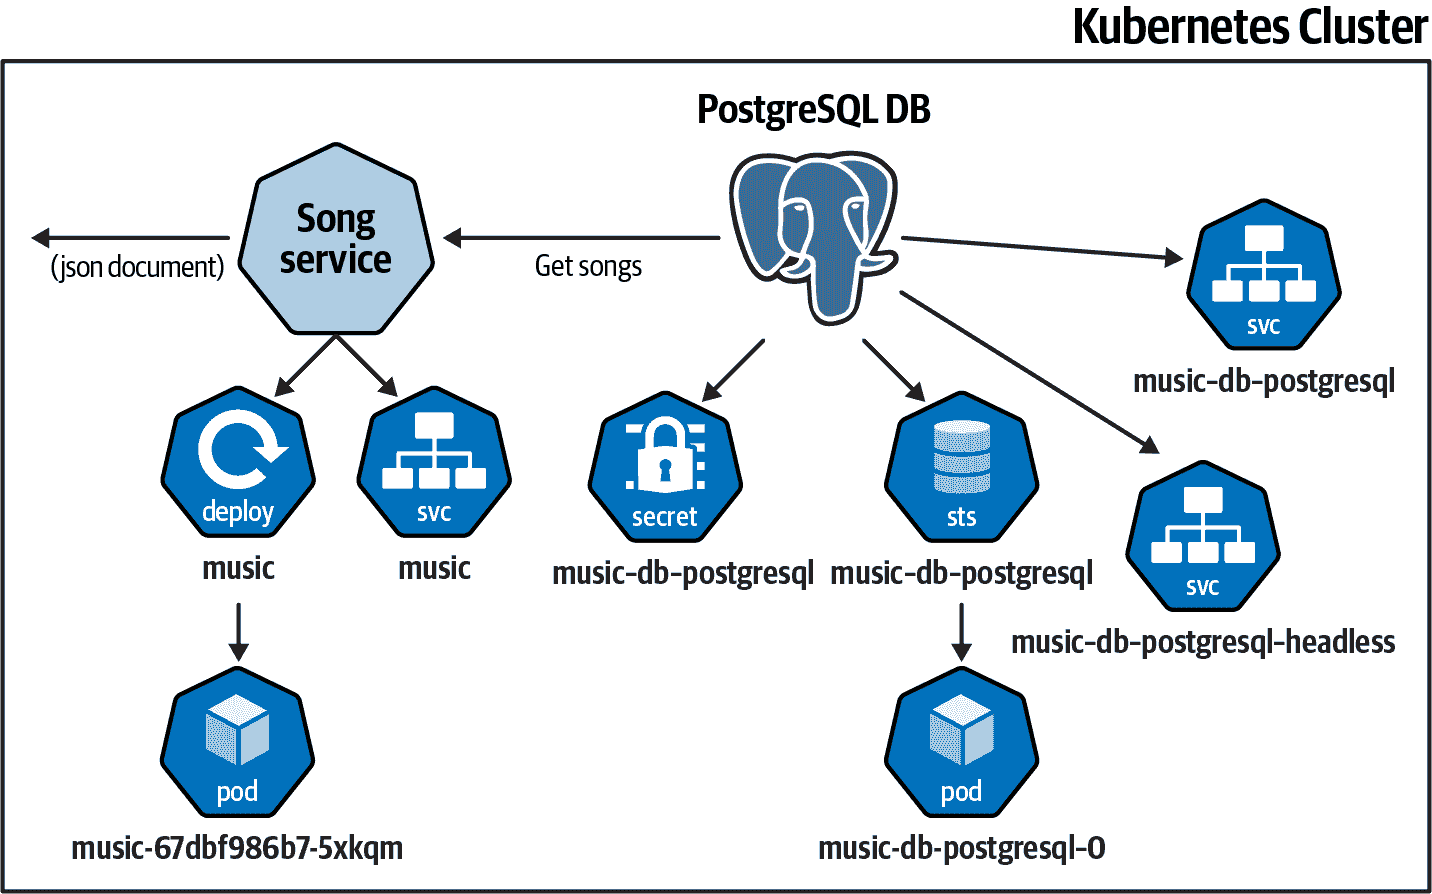 Kubernetes Cluster
PostgreSQL DB
Song
service
(json document)
Get songs
svc
music-db-postgresql
deploy
music
svc
music
secret
music-db-postgresql
sts
music-db-postgresql
svc
music-db-postgresql-headless
pod
music-67dbf986b7-5xkqm
pod
music-db-postgresql-0